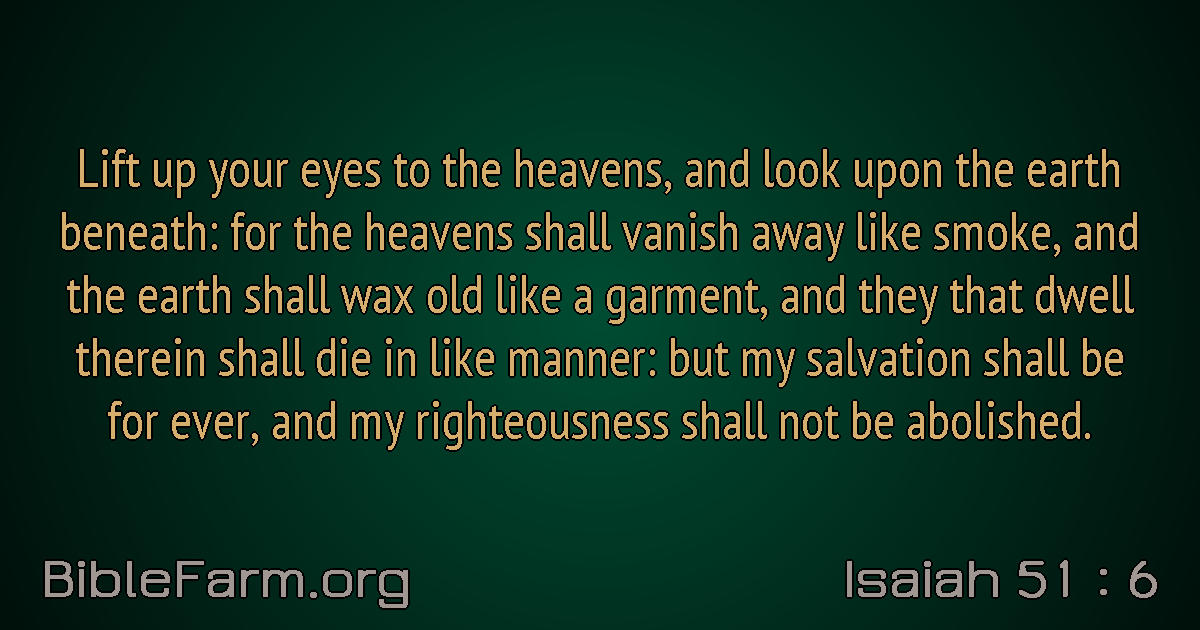 Lift up your eyes to the heavens, and look upon the earth
beneath: for the heavens shall vanish away like smoke, and
the earth shall wax old like a garment, and they that dwell
therein shall die in like manner: but my salvation shall be
for ever, and my righteousness shall not be abolished.
BibleFarm.org
Isaiah 51 : 6